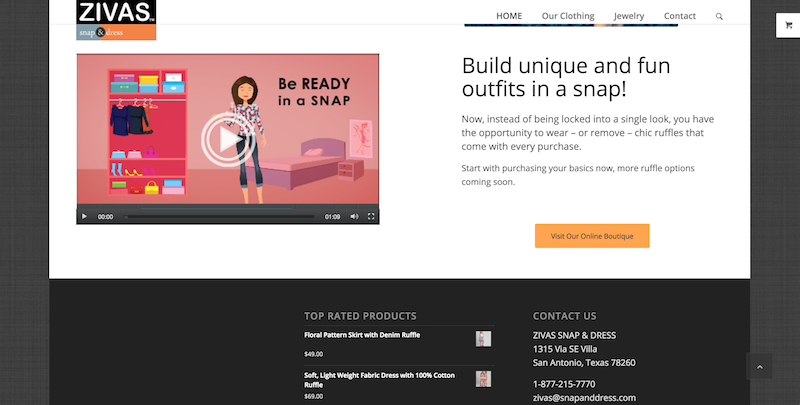 ZIVAS™
snap & dress
HOME
Our Clothing
Jewelry
Contact
Be READY
in a SNAP
00:00
01:09
Build unique and fun
outfits in a snap!
Now, instead of being locked into a single look, you have
the opportunity to wear – or remove – chic ruffles that
come with every purchase.
Start with purchasing your basics now, more ruffle options
coming soon.
Visit Our Online Boutique
TOP RATED PRODUCTS
Floral Pattern Skirt with Denim Ruffle
$49.00
Soft, Light Weight Fabric Dress with 100% Cotton
Ruffle
$69.00
CONTACT US
ZIVAS SNAP & DRESS
1315 Via SE Villa
San Antonio, Texas 78260
1-877-215-7770
zivas@snapanddress.com